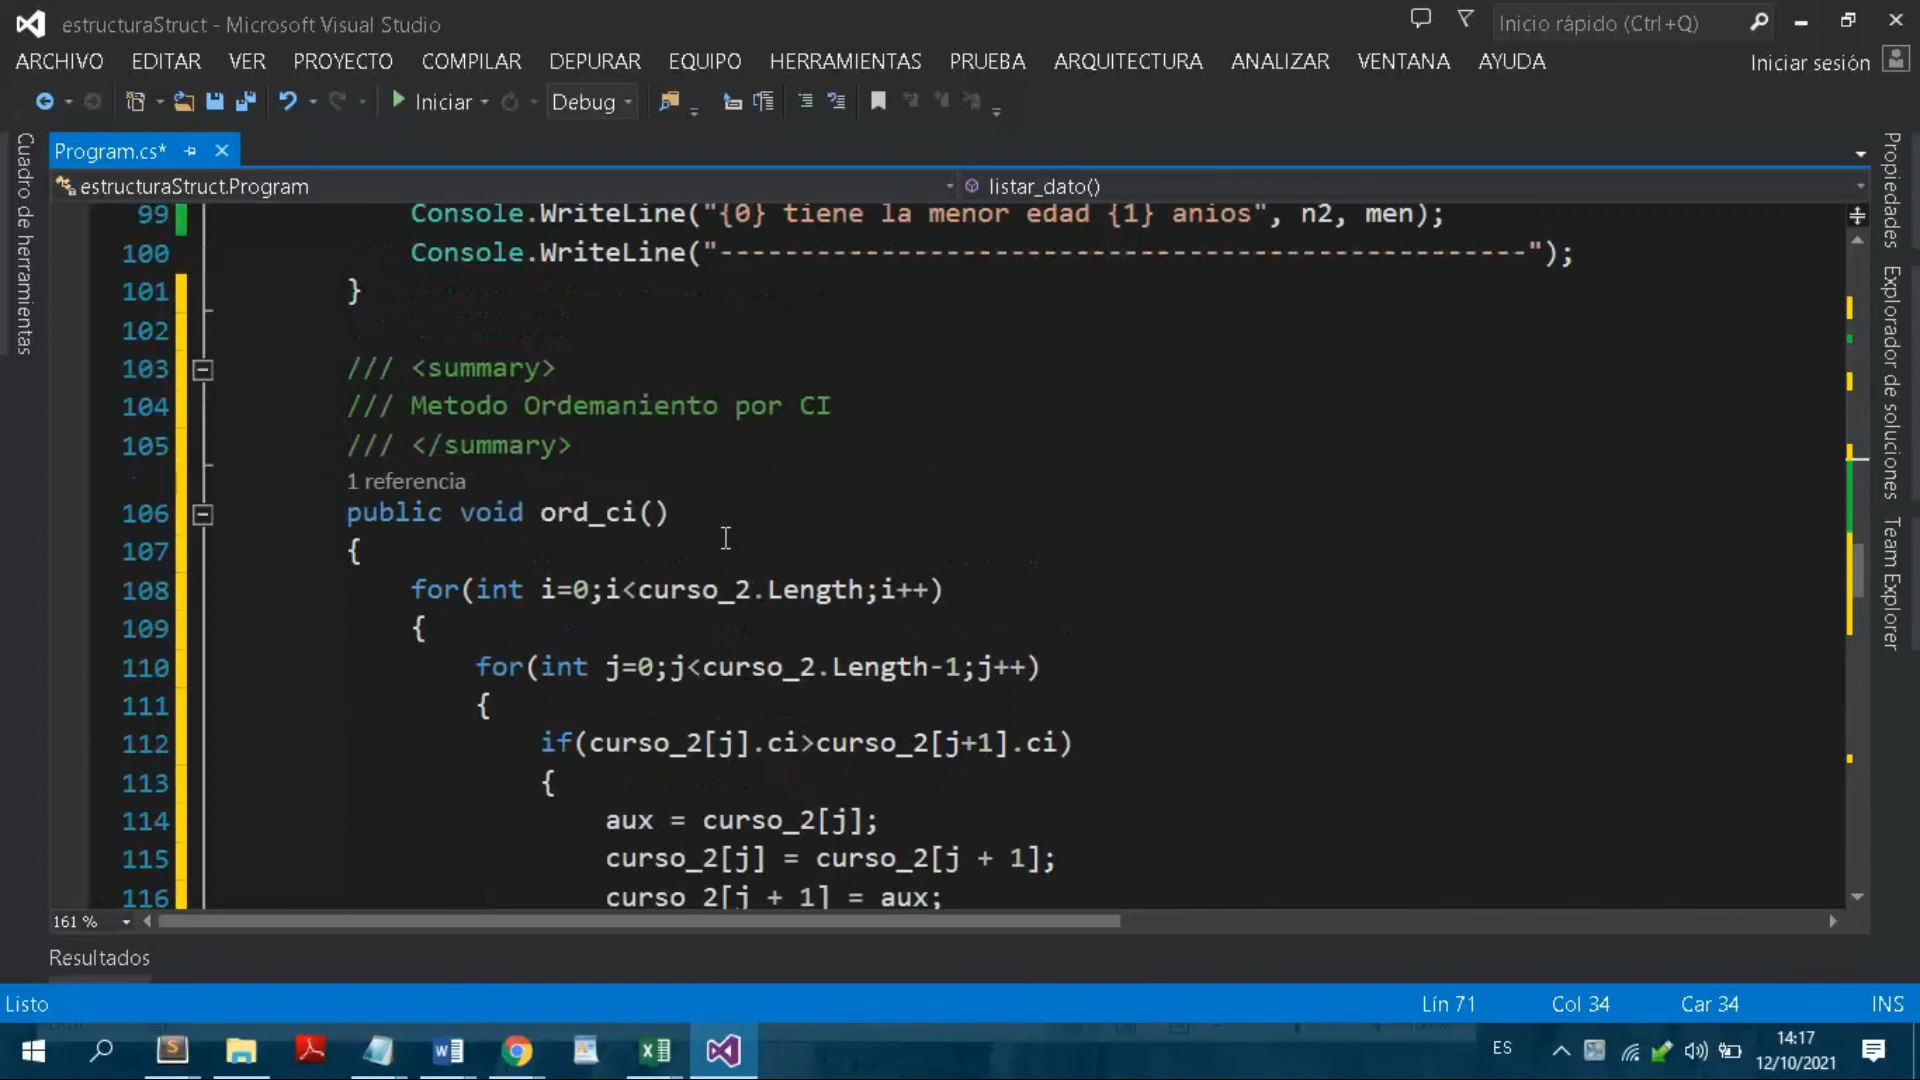 estructuraStruct - Microsoft Visual Studio
Inicio rápido (Ctrl+Q)
ARCHIVO EDITAR VER PROYECTO COMPILAR DEPURAR EQUIPO HERRAMIENTAS PRUEBA ARQUITECTURA ANALIZAR VENTANA AYUDA
Iniciar sesión
Iniciar
Debug
Program.cs*
estructuraStruct.Program
listar_dato()
Cuadro de herramientas
99 Console.WriteLine("{0} tiene la menor edad {1} anios", n2, men);
100 Console.WriteLine("--------------------------------------------------");
101 }
102
103 /// <summary>
104 /// Metodo Ordemaniento por CI
105 /// </summary>
1 referencia
106 public void ord_ci()
107 {
108 for(int i=0;i<curso_2.Length;i++)
109 {
110 for(int j=0;j<curso_2.Length-1;j++)
111 {
112 if(curso_2[j].ci>curso_2[j+1].ci)
113 {
114 aux = curso_2[j];
115 curso_2[j] = curso_2[j + 1];
116 curso_2[j + 1] = aux;
Propiedades
Explorador de soluciones
Team Explorer
161 %
Resultados
Listo
Lín 71
Col 34
Car 34
INS
ES
14:17
12/10/2021